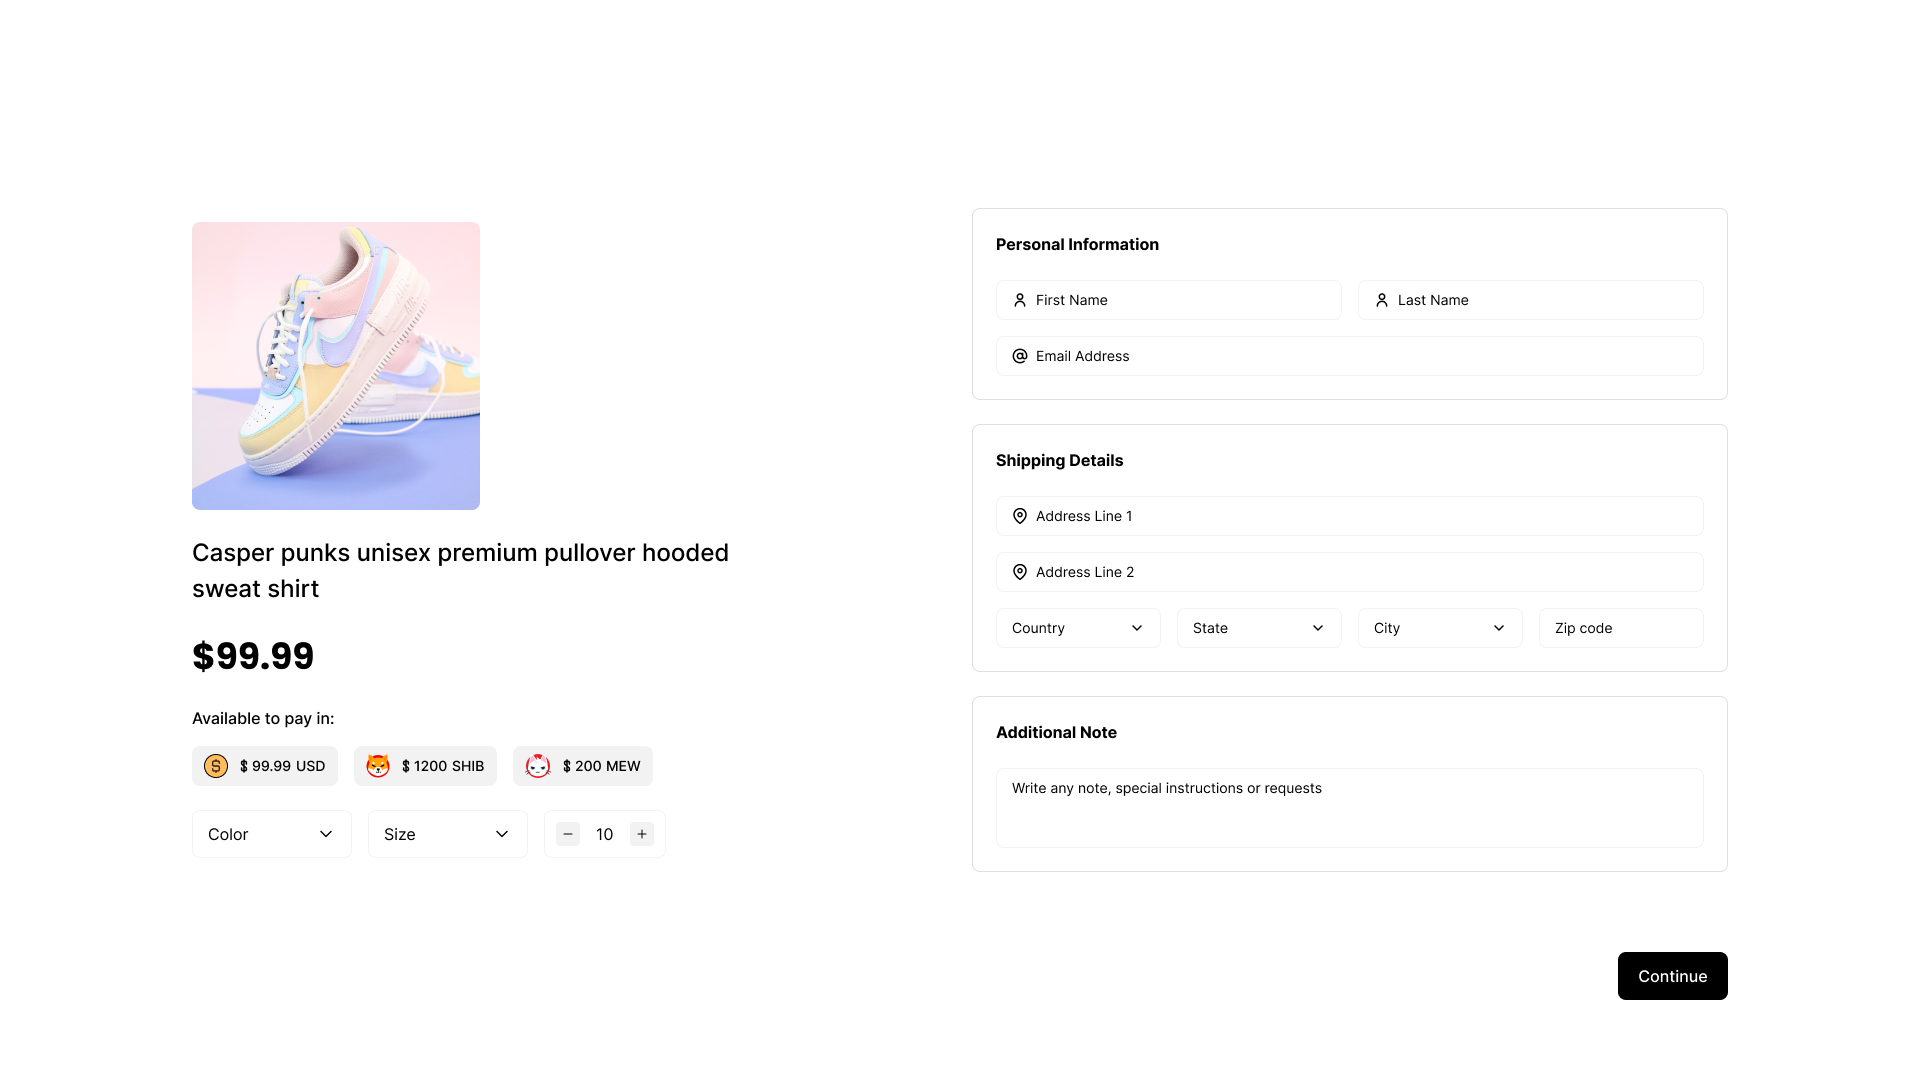 Casper punks unisex premium pullover hooded
sweat shirt
$99.99
Available to pay in:
$ 99.99 USD
$ 1200 SHIB
$ 200 MEW
Color
Size
10
Personal Information
First Name
Last Name
Email Address
Shipping Details
Address Line 1
Address Line 2
Country
State
City
Zip code
Additional Note
Write any note, special instructions or requests
Continue